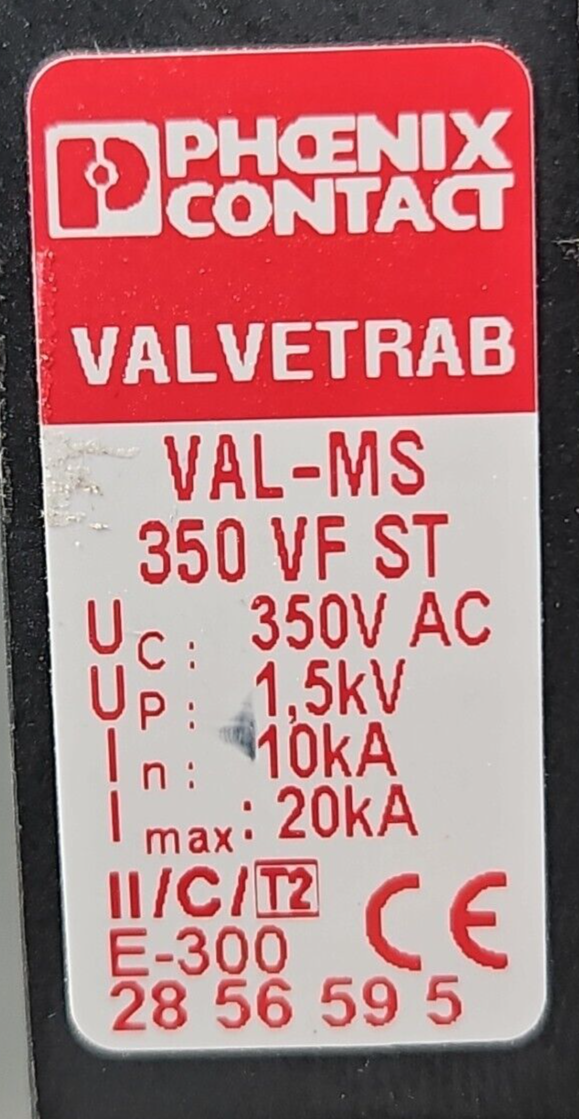 PHŒNIX
CONTACT
VALVETRAB
VAL-MS
350 VF ST
UC: 350V AC
UP: 1,5kV
In: 10kA
Imax: 20kA
II/C/T2
E-300
CE
28 56 59 5